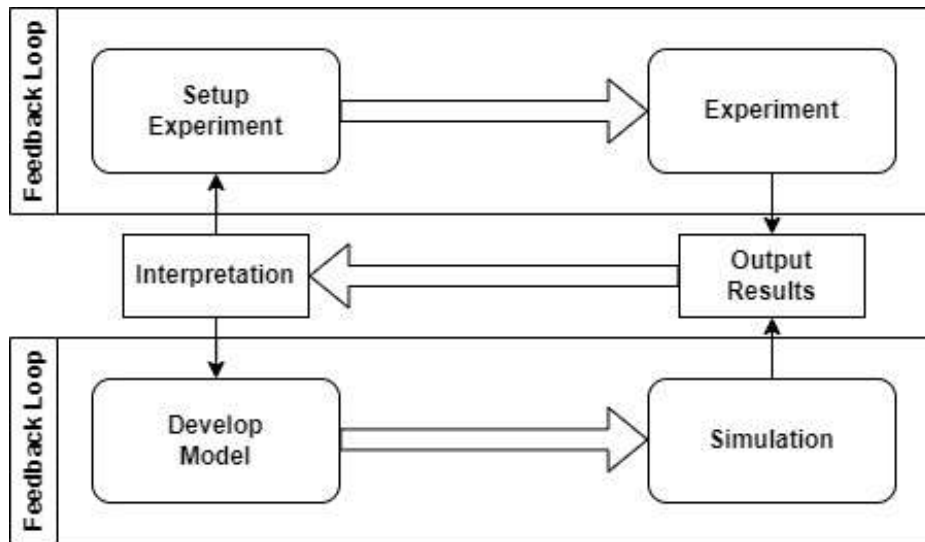 Feedback Loop
Setup
Experiment
Experiment
Interpretation
Output
Results
Feedback Loop
Develop
Model
Simulation